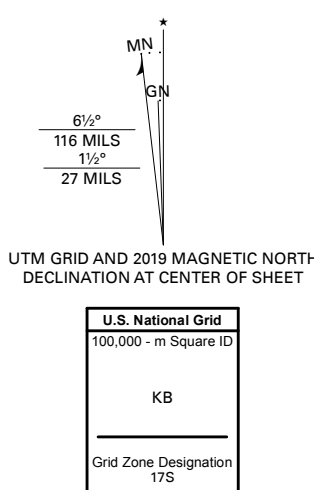 ★
MN
GN
6½°
116 MILS
1½°
27 MILS
UTM GRID AND 2019 MAGNETIC NORTH
DECLINATION AT CENTER OF SHEET
U.S. National Grid
100,000 - m Square ID
KB
Grid Zone Designation
17S